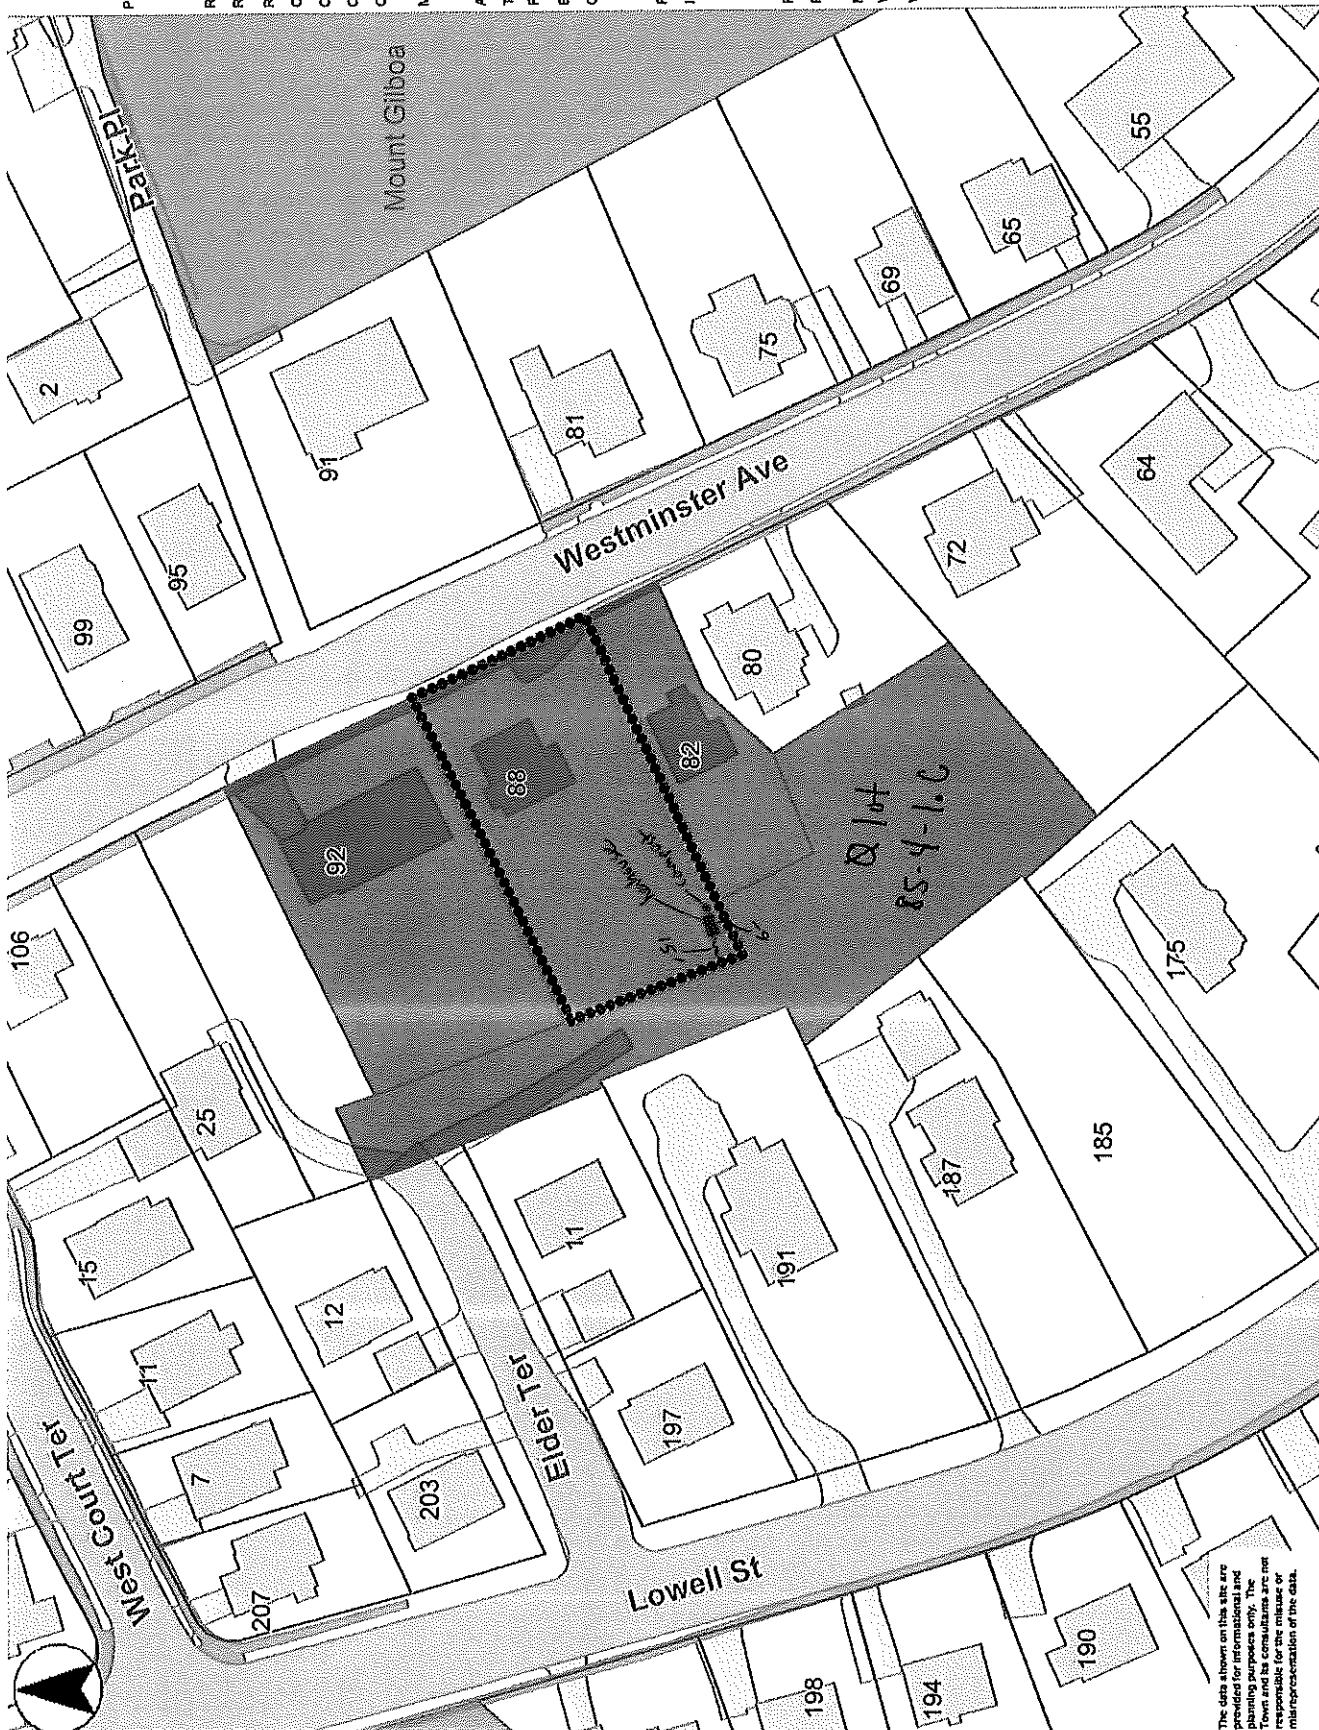 Park Pl
Mount Gilboa
2
99
95
91
81
75
69
65
55
Westminster Ave
106
92
88
82
80
72
64
Ø lot
85-4-1.C
compost
15'
6'
25
15
11
7
207
West Court Ter
12
203
Elder Ter
11
197
191
187
185
175
Lowell St
198
194
190
The data shown on this site are
provided for informational and
planning purposes only. The
Town and its consultants are not
responsible for the misuse or
misrepresentation of the data.